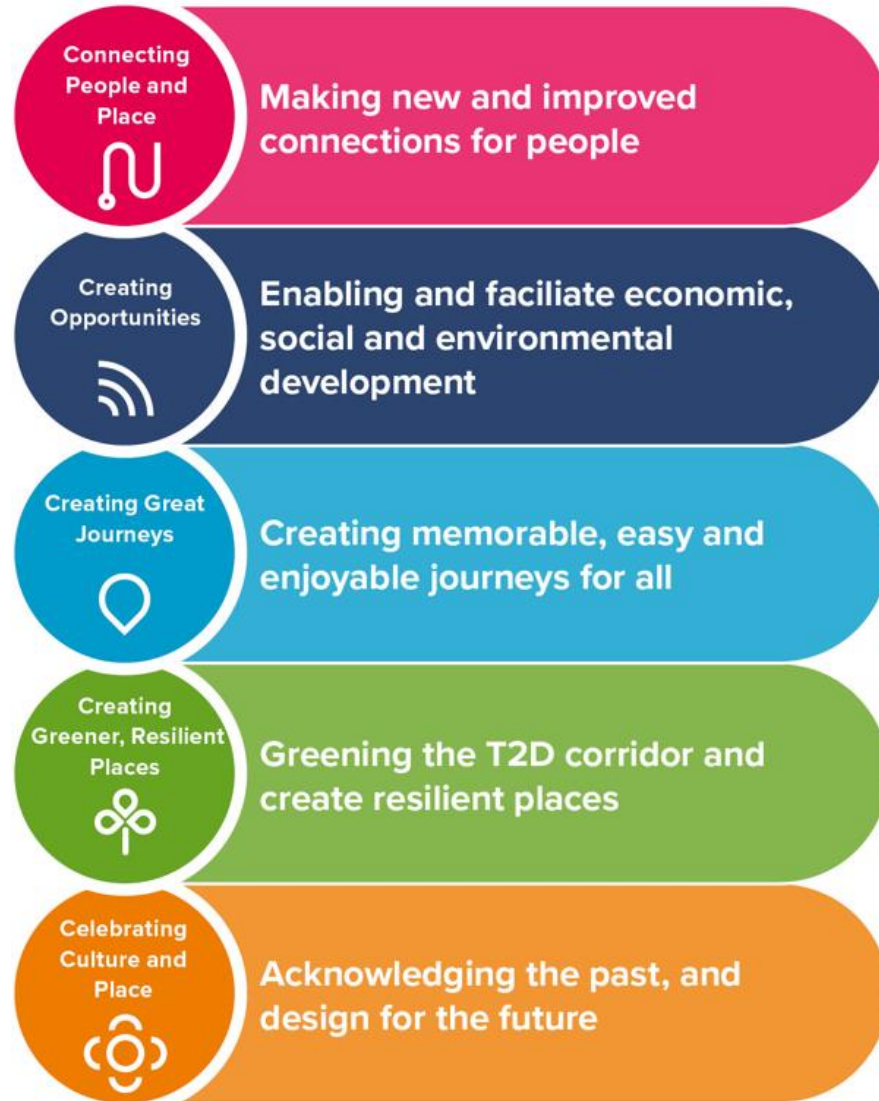 Connecting
People and
Place
Making new and improved
connections for people
Creating
Opportunities
Enabling and faciliate economic,
social and environmental
development
Creating Great
Journeys
Creating memorable, easy and
enjoyable journeys for all
Creating
Greener, Resilient
Places
Greening the T2D corridor and
create resilient places
Celebrating
Culture and
Place
Acknowledging the past, and
design for the future